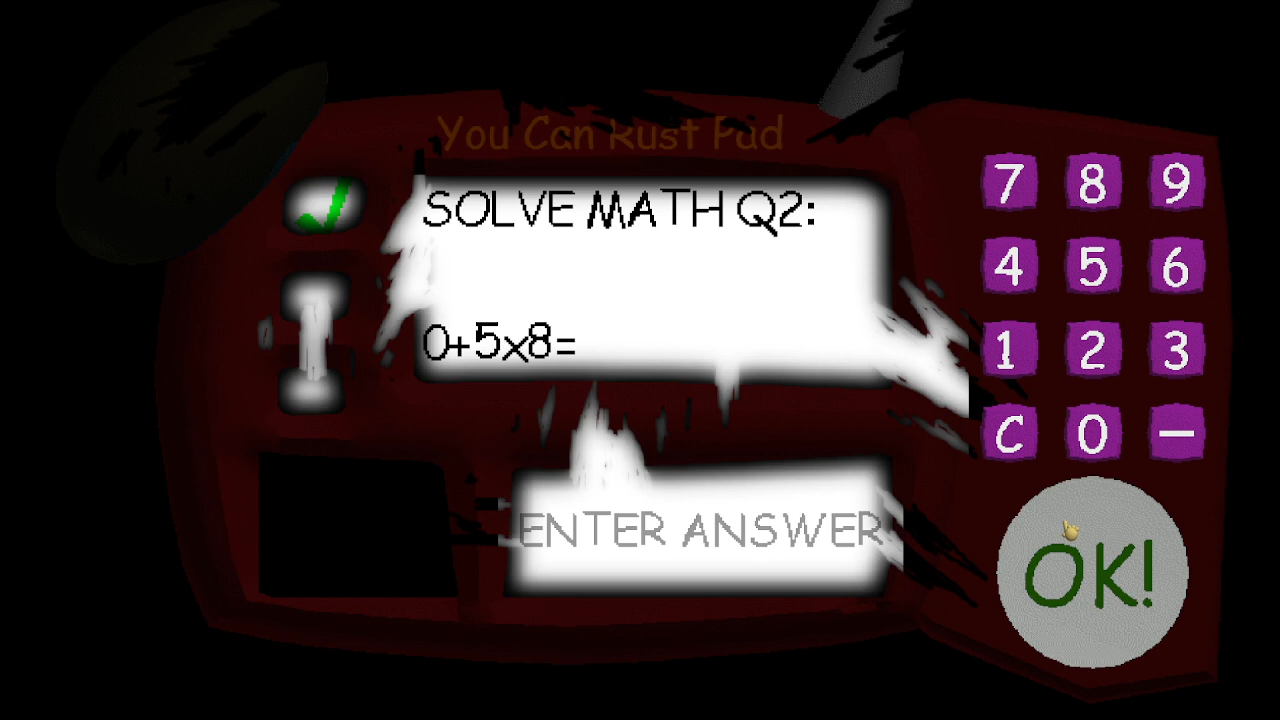 You Can Rust Pad
SOLVE MATH Q2:
0+5x8=
ENTER ANSWER
7 8 9
4 5 6
1 2 3
C 0 −
OK!